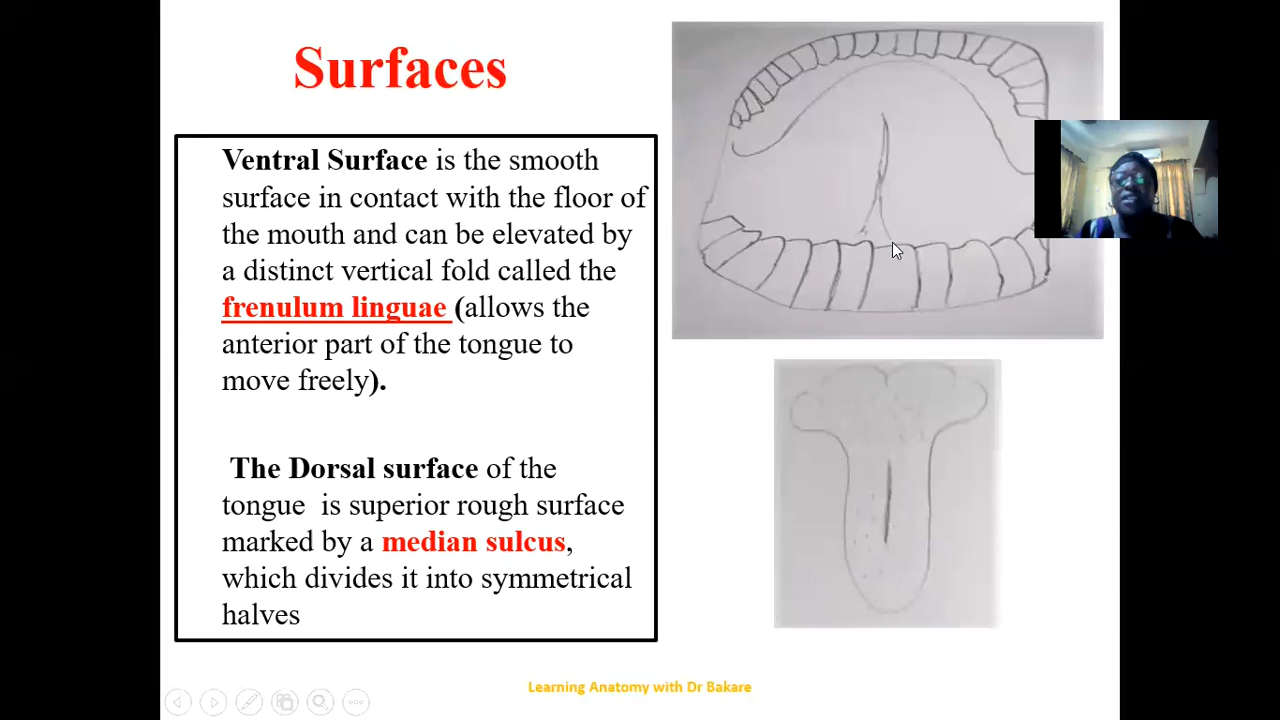 Surfaces
Ventral Surface is the smooth
surface in contact with the floor of
the mouth and can be elevated by
a distinct vertical fold called the
frenulum linguae (allows the
anterior part of the tongue to
move freely).
The Dorsal surface of the
tongue is superior rough surface
marked by a median sulcus,
which divides it into symmetrical
halves
Learning Anatomy with Dr Bakare